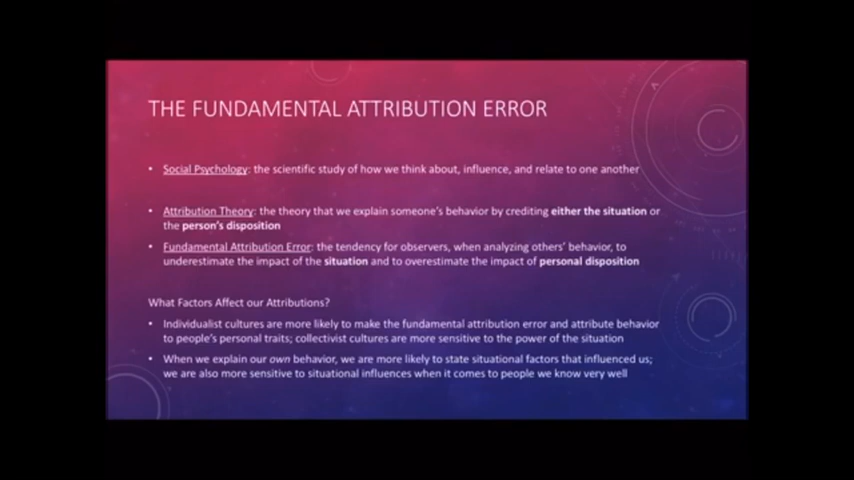 THE FUNDAMENTAL ATTRIBUTION ERROR
• Social Psychology: the scientific study of how we think about, influence, and relate to one another
• Attribution Theory: the theory that we explain someone's behavior by crediting either the situation or
the person's disposition
• Fundamental Attribution Error: the tendency for observers, when analyzing others' behavior, to
underestimate the impact of the situation and to overestimate the impact of personal disposition
What Factors Affect our Attributions?
• Individualist cultures are more likely to make the fundamental attribution error and attribute behavior
to people's personal traits; collectivist cultures are more sensitive to the power of the situation
• When we explain our own behavior, we are more likely to state situational factors that influenced us;
we are also more sensitive to situational influences when it comes to people we know very well